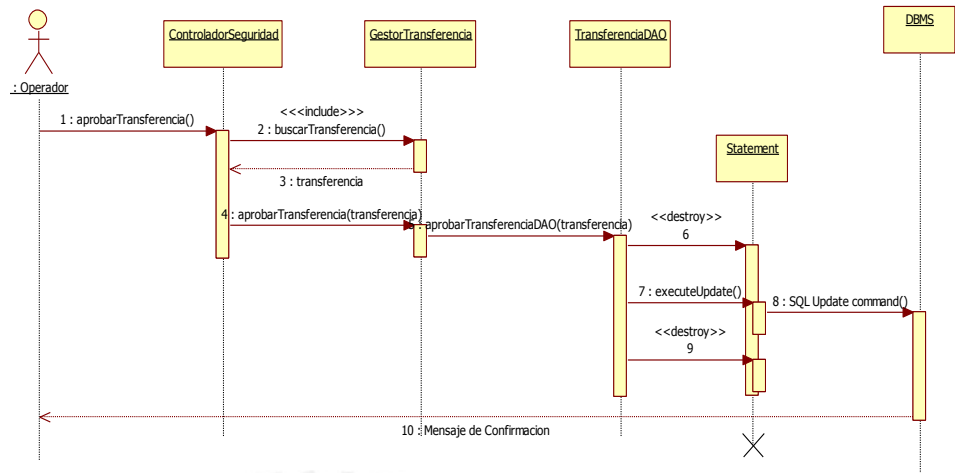 DBMS
ControladorSeguridad
GestorTransferencia
TransferenciaDAO
: Operador
<<<include>>>
1 : aprobarTransferencia()
2 : buscarTransferencia()
Statement
3 : transferencia
4 : aprobarTransferencia(transferencia)
5 : aprobarTransferenciaDAO(transferencia)
<<destroy>>
6
7 : executeUpdate()
8 : SQL Update command()
<<destroy>>
9
10 : Mensaje de Confirmacion